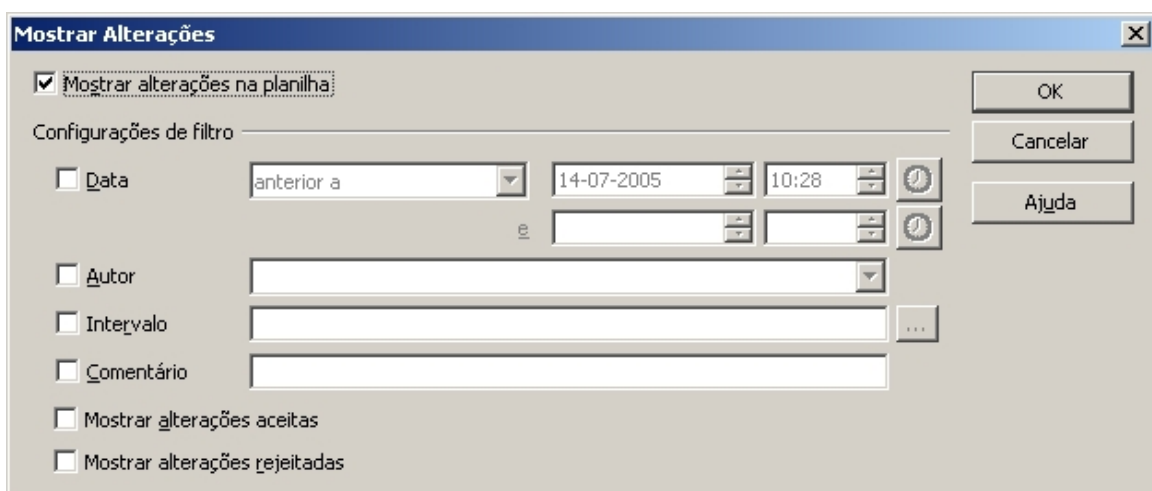 Mostrar Alterações
Mostrar alterações na planilha
OK
Configurações de filtro
Cancelar
Data anterior a 14-07-2005 10:28
Ajuda
e
Autor
Intervalo ...
Comentário
Mostrar alterações aceitas
Mostrar alterações rejeitadas